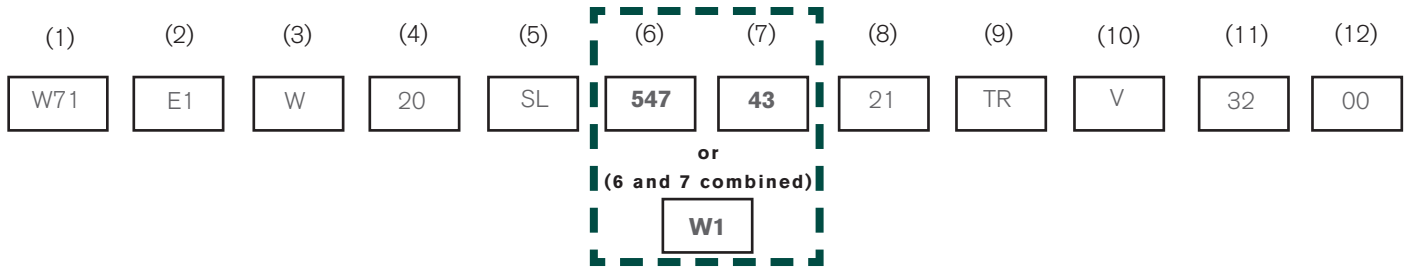 (1) (2) (3) (4) (5) (6) (7) (8) (9) (10) (11) (12)
W71 E1 W 20 SL 547 43 21 TR V 32 00
or
(6 and 7 combined)
W1